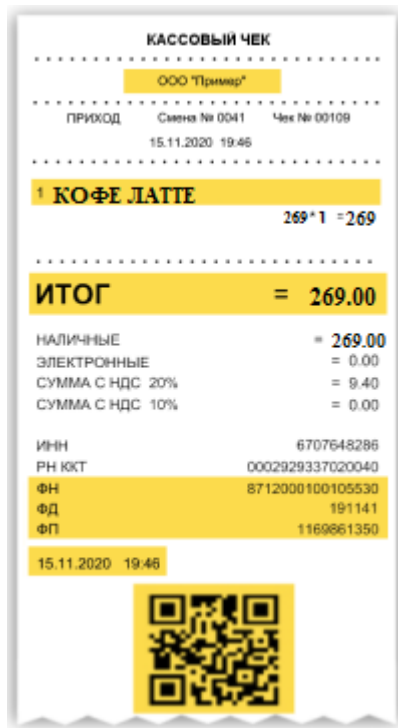 КАССОВЫЙ ЧЕК
ООО "Пример"
ПРИХОД Смена № 0041 Чек № 00109
15.11.2020 19:46
1 КОФЕ ЛАТТЕ
269*1 =269
ИТОГ = 269.00
НАЛИЧНЫЕ = 269.00
ЭЛЕКТРОННЫЕ = 0.00
СУММА С НДС 20% = 9.40
СУММА С НДС 10% = 0.00
ИНН 6707648286
РН ККТ 0002929337020040
ФН 8712000100105530
ФД 191141
ФП 1169861350
15.11.2020 19:46